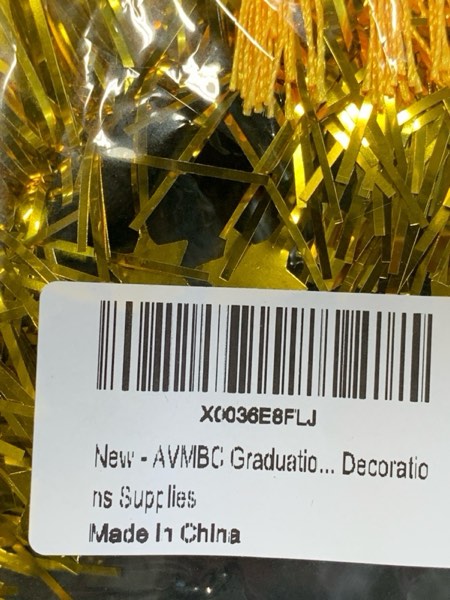 X0036E8FLJ
New - AVMBC Graduatio... Decoratio
ns Supplies
Made in China